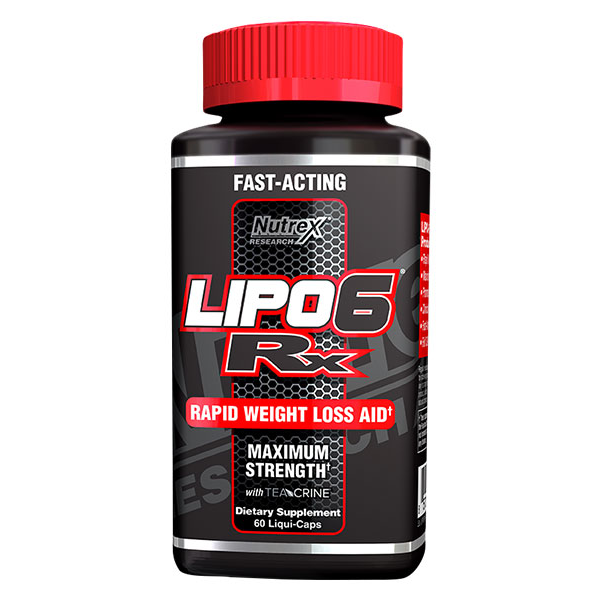 FAST-ACTING
NutreX
RESEARCH
LIPO6®
Rx
RAPID WEIGHT LOSS AID†
MAXIMUM
STRENGTH†
with TEACRINE
Dietary Supplement
60 Liqui-Caps